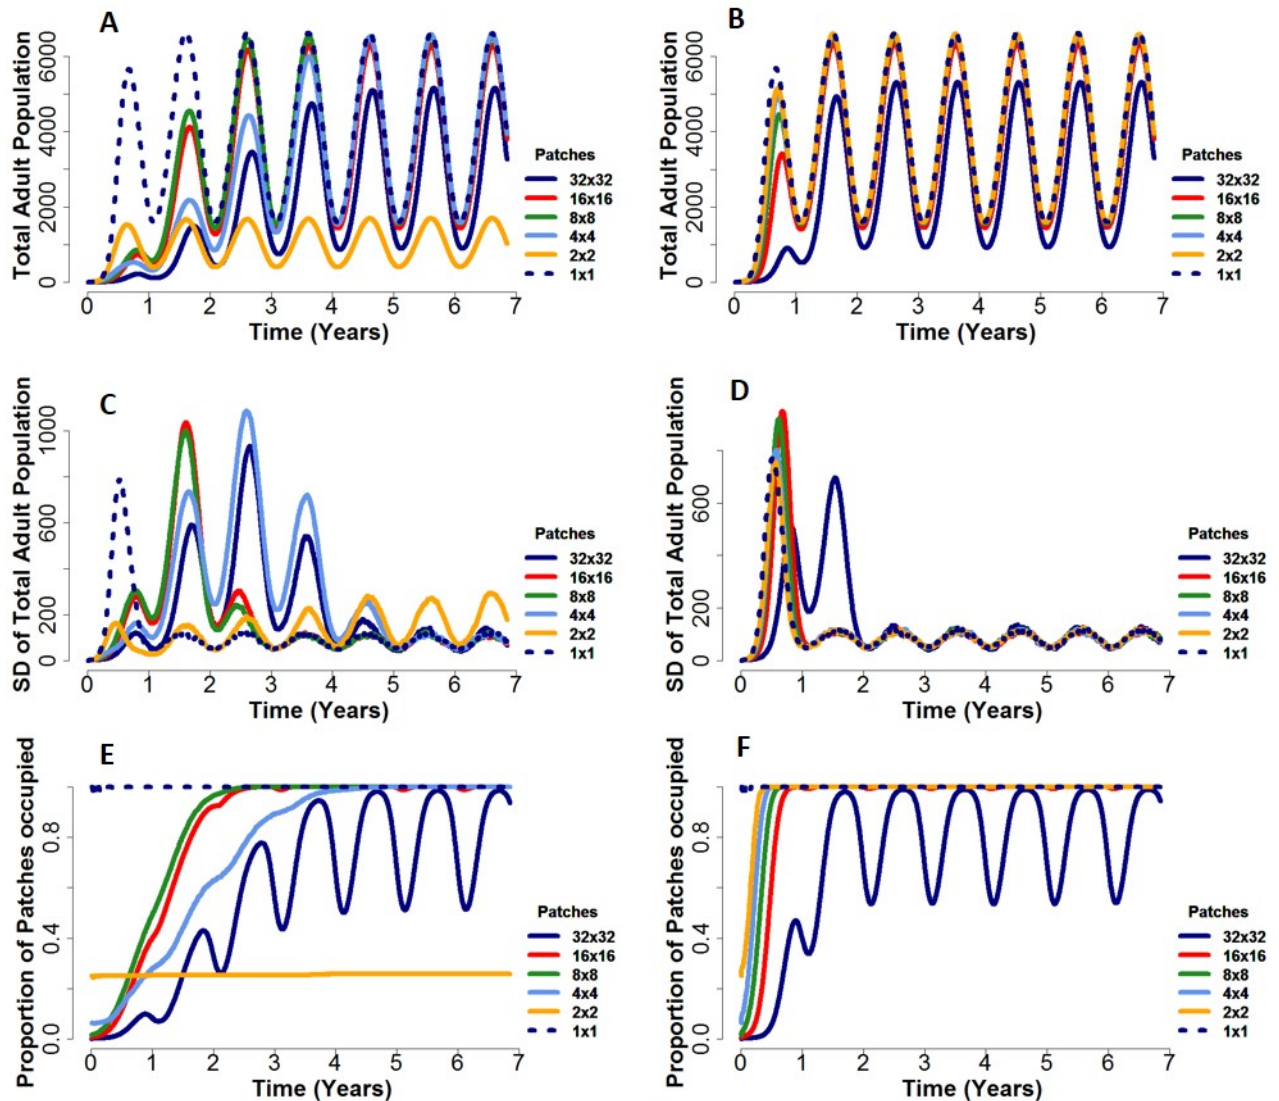 A
Total Adult Population
6000
4000
2000
0
0 1 2 3 4 5 6 7
Time (Years)
Patches
32x32
16x16
8x8
4x4
2x2
1x1
B
Total Adult Population
6000
4000
2000
0
0 1 2 3 4 5 6 7
Time (Years)
Patches
32x32
16x16
8x8
4x4
2x2
1x1
C
SD of Total Adult Population
1000
600
200
0
0 1 2 3 4 5 6 7
Time (Years)
Patches
32x32
16x16
8x8
4x4
2x2
1x1
D
SD of Total Adult Population
600
200
0
0 1 2 3 4 5 6 7
Time (Years)
Patches
32x32
16x16
8x8
4x4
2x2
1x1
E
Proportion of Patches occupied
0.8
0.4
0.0
0 1 2 3 4 5 6 7
Time (Years)
Patches
32x32
16x16
8x8
4x4
2x2
1x1
F
Proportion of Patches occupied
0.8
0.4
0.0
0 1 2 3 4 5 6 7
Time (Years)
Patches
32x32
16x16
8x8
4x4
2x2
1x1